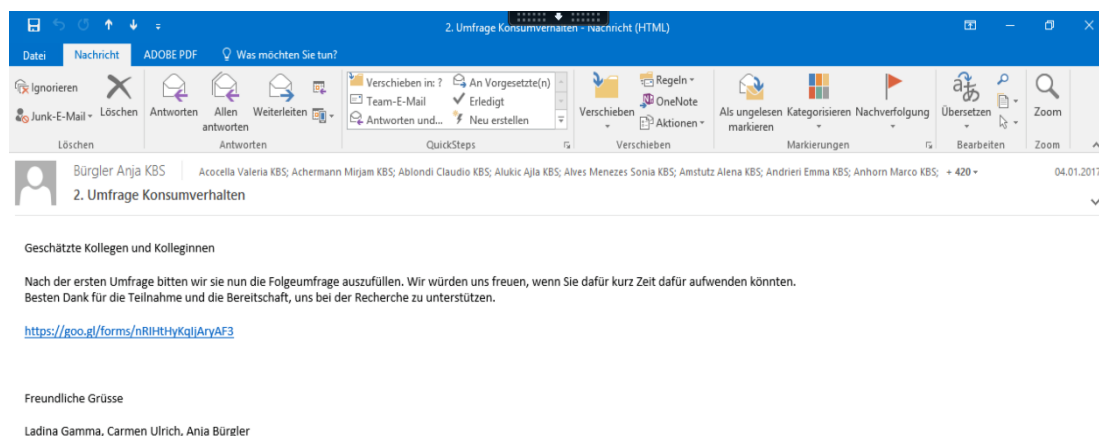 2. Umfrage Konsumverhalten - Nachricht (HTML)
Datei Nachricht ADOBE PDF Was möchten Sie tun?
Ignorieren
Junk-E-Mail
Löschen
Antworten
Allen antworten
Weiterleiten
Verschieben in: ? An Vorgesetzte(n)
Team-E-Mail Erledigt
Antworten und... Neu erstellen
Verschieben
Regeln
OneNote
Aktionen
Als ungelesen markieren
Kategorisieren
Nachverfolgung
Übersetzen
Zoom
Löschen Antworten QuickSteps Verschieben Markierungen Bearbeiten Zoom
Bürgler Anja KBS Acocella Valeria KBS; Achermann Mirjam KBS; Ablondi Claudio KBS; Alukic Ajla KBS; Alves Menezes Sonia KBS; Amstutz Alena KBS; Andrieri Emma KBS; Anhorn Marco KBS; + 420 04.01.2017
2. Umfrage Konsumverhalten
Geschätzte Kollegen und Kolleginnen
Nach der ersten Umfrage bitten wir sie nun die Folgeumfrage auszufüllen. Wir würden uns freuen, wenn Sie dafür kurz Zeit dafür aufwenden könnten.
Besten Dank für die Teilnahme und die Bereitschaft, uns bei der Recherche zu unterstützen.
https://goo.gl/forms/nRIHtHyKqIjAryAF3
Freundliche Grüsse
Ladina Gamma, Carmen Ulrich, Anja Bürgler